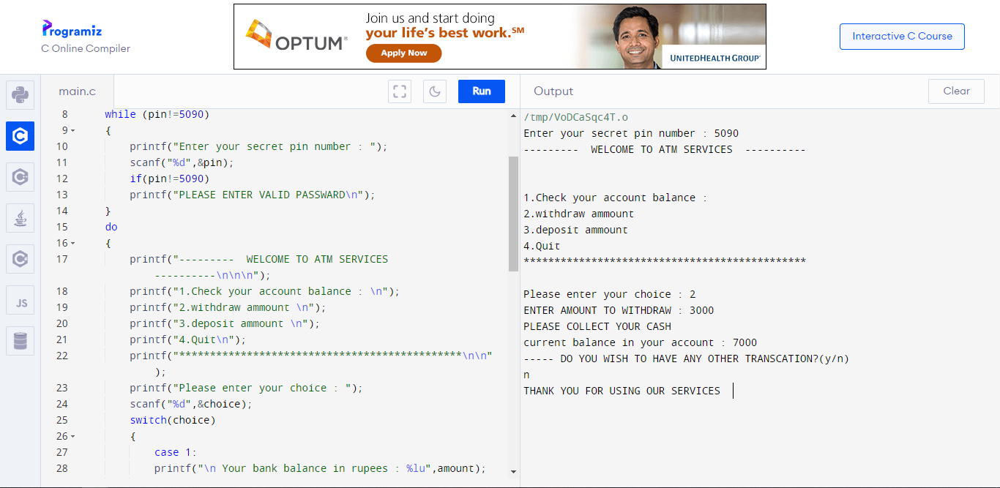 Programiz
C Online Compiler
OPTUM®
Join us and start doing
your life's best work.℠
Apply Now
UNITEDHEALTH GROUP®
Interactive C Course
main.c
Run
Output
Clear
JS
8 while (pin!=5090)
9 {
10 printf("Enter your secret pin number : ");
11 scanf("%d",&pin);
12 if(pin!=5090)
13 printf("PLEASE ENTER VALID PASSWARD\n");
14 }
15 do
16 {
17 printf("---------  WELCOME TO ATM SERVICES
----------\n\n\n");
18 printf("1.Check your account balance : \n");
19 printf("2.withdraw ammount \n");
20 printf("3.deposit ammount \n");
21 printf("4.Quit\n");
22 printf("**********************************************\n\n"
);
23 printf("Please enter your choice : ");
24 scanf("%d",&choice);
25 switch(choice)
26 {
27 case 1:
28 printf("\n Your bank balance in rupees : %lu",amount);
/tmp/VoDCaSqc4T.o
Enter your secret pin number : 5090
---------  WELCOME TO ATM SERVICES  ----------
1.Check your account balance :
2.withdraw ammount
3.deposit ammount
4.Quit
**********************************************
Please enter your choice : 2
ENTER AMOUNT TO WITHDRAW : 3000
PLEASE COLLECT YOUR CASH
current balance in your account : 7000
----- DO YOU WISH TO HAVE ANY OTHER TRANSCATION?(y/n)
n
THANK YOU FOR USING OUR SERVICES